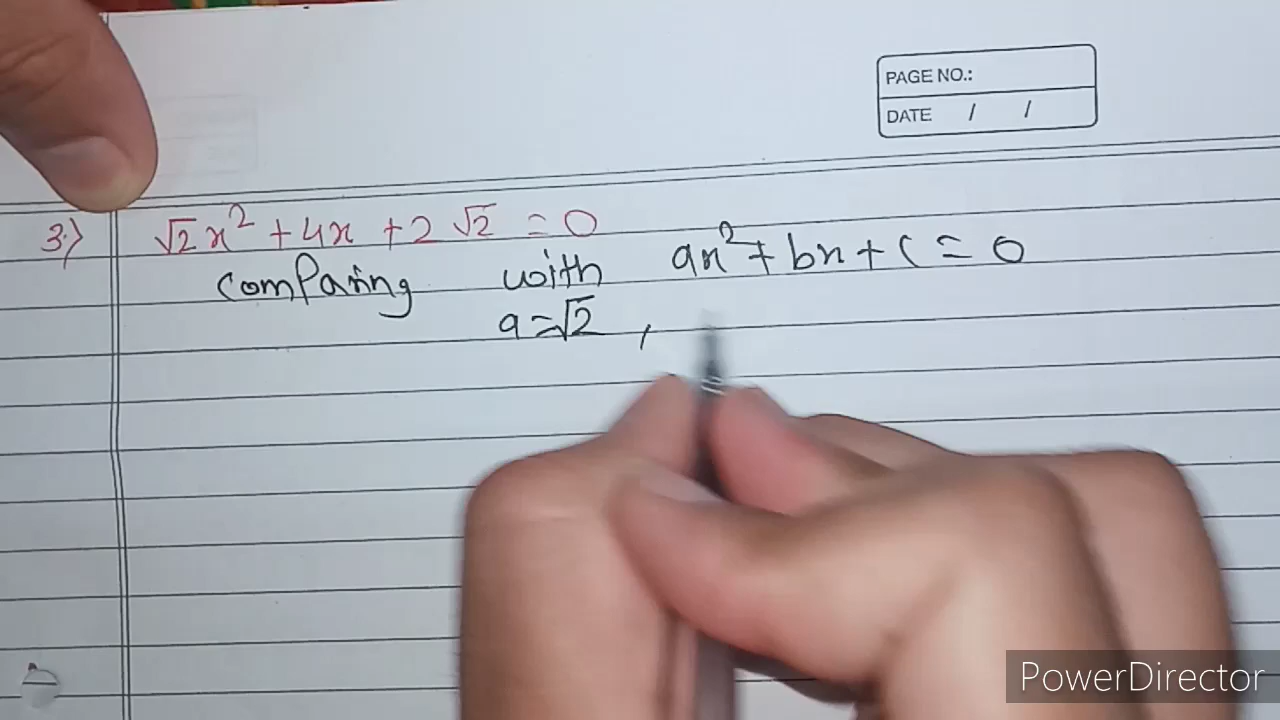 PAGE NO.:
DATE / /
3.) √2x² + 4x + 2√2 = 0
comparing with ax² + bx + c = 0
a = √2 ,
PowerDirector